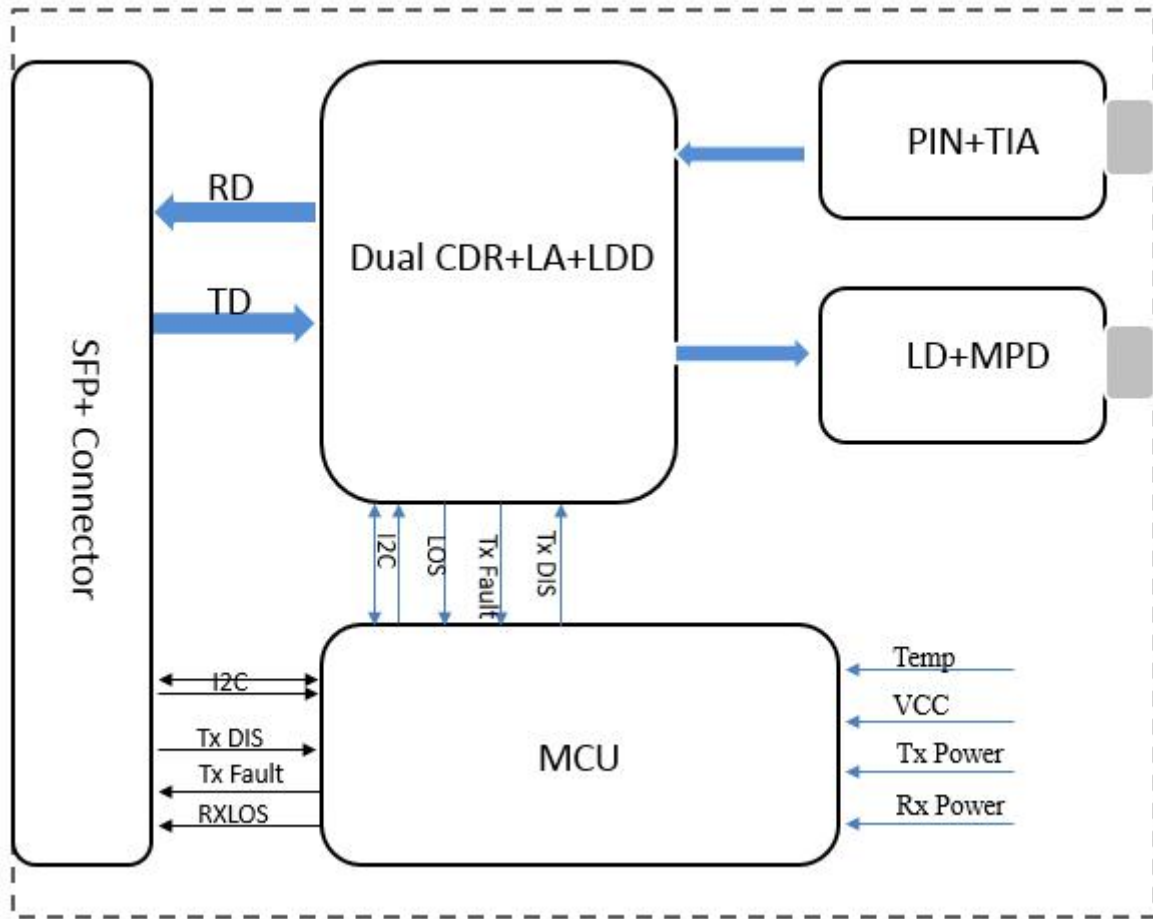 PIN+TIA
RD
Dual CDR+LA+LDD
TD
LD+MPD
SFP+ Connector
I2C
LOS
Tx Fault
Tx DIS
I2C
Tx DIS
Tx Fault
RXLOS
MCU
Temp
VCC
Tx Power
Rx Power